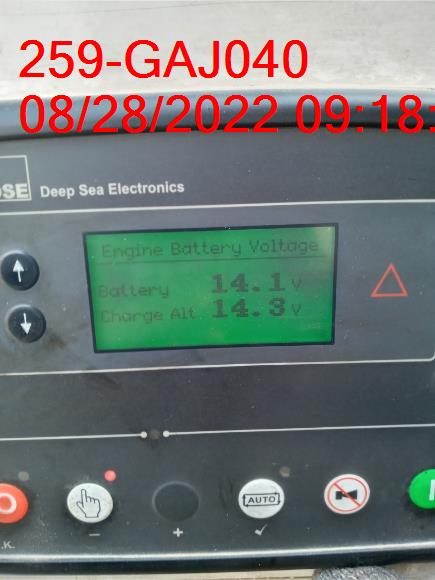 259-GAJ040
08/28/2022 09:18:
DSE Deep Sea Electronics
Engine Battery Voltage
Battery 14.1 V
Charge Alt 14.3 V
AUTO
O
I
- + ✓
.K.